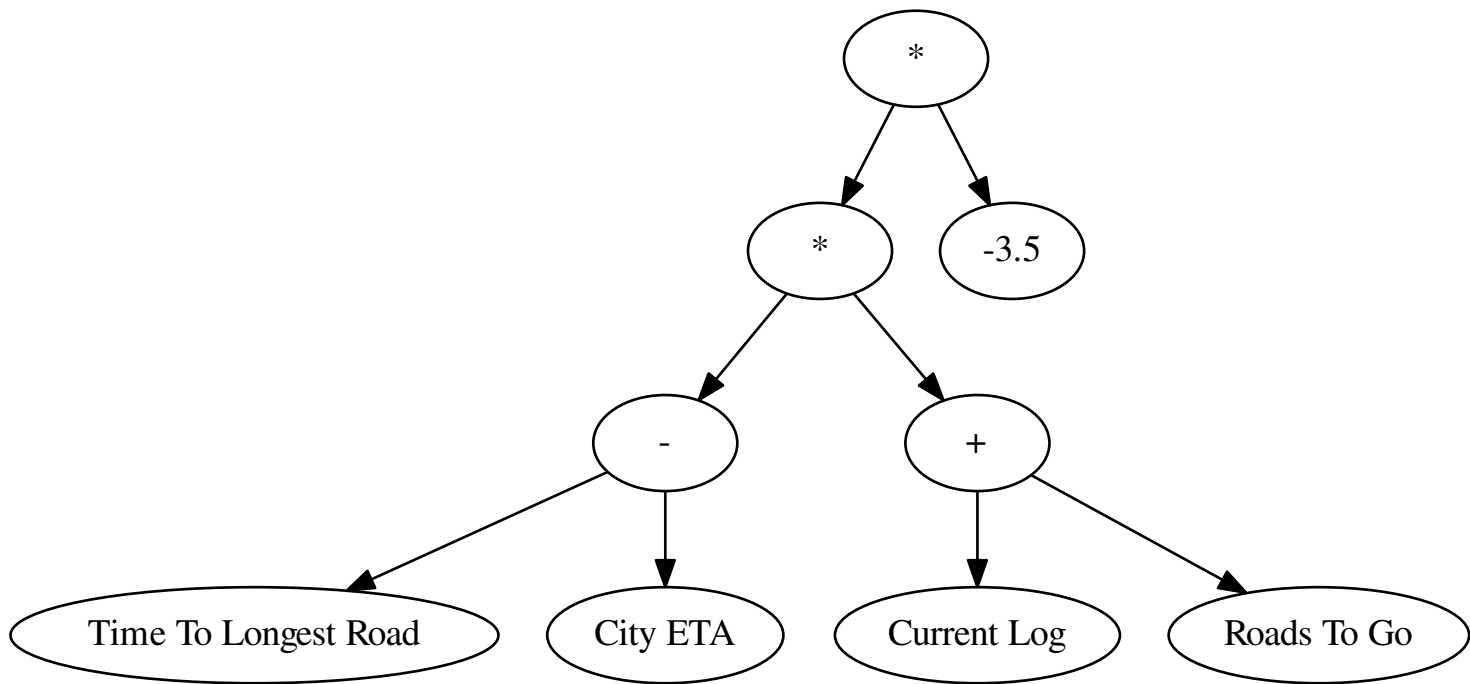 *
*
-3.5
-
+
Time To Longest Road
City ETA
Current Log
Roads To Go